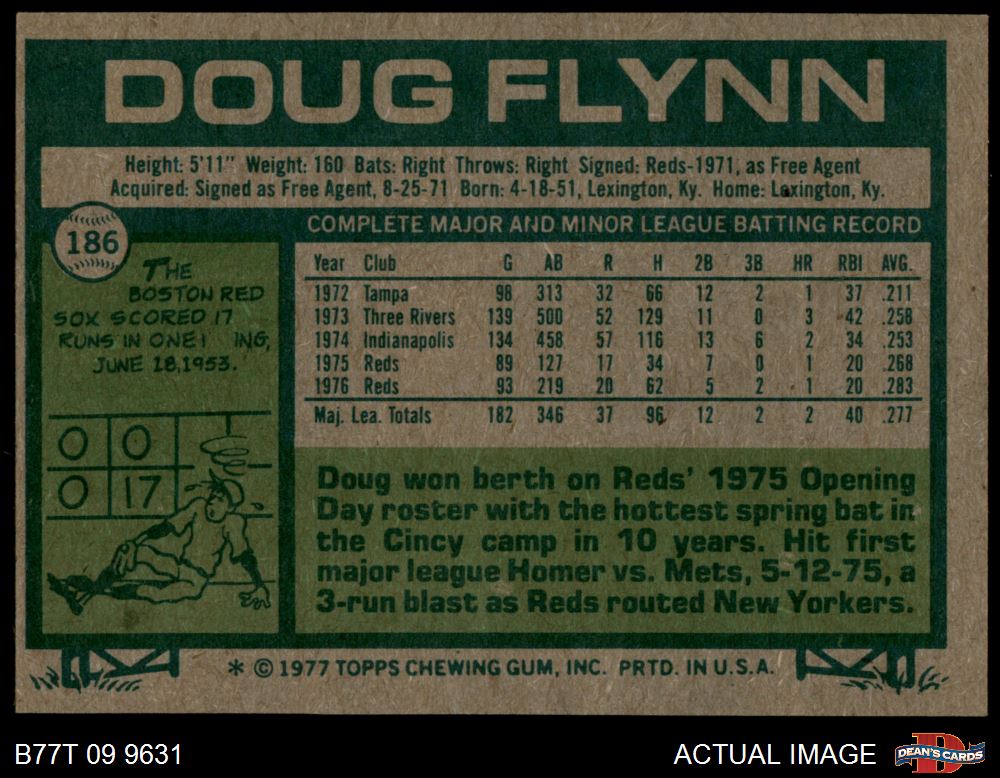 DOUG FLYNN
Height: 5'11" Weight: 160 Bats: Right Throws: Right Signed: Reds-1971, as Free Agent
Acquired: Signed as Free Agent, 8-25-71 Born: 4-18-51, Lexington, Ky. Home: Lexington, Ky.
186
THE
BOSTON RED
SOX SCORED 17
RUNS IN ONE I ING,
JUNE 18, 1953.
0 0
0 17
COMPLETE MAJOR AND MINOR LEAGUE BATTING RECORD
Year Club G AB R H 2B 3B HR RBI AVG.
1972 Tampa 98 313 32 66 12 2 1 37 .211
1973 Three Rivers 139 500 52 129 11 0 3 42 .258
1974 Indianapolis 134 458 57 116 13 6 2 34 .253
1975 Reds 89 127 17 34 7 0 1 20 .268
1976 Reds 93 219 20 62 5 2 1 20 .283
Maj. Lea. Totals 182 346 37 96 12 2 2 40 .277
Doug won berth on Reds' 1975 Opening
Day roster with the hottest spring bat in
the Cincy camp in 10 years. Hit first
major league Homer vs. Mets, 5-12-75, a
3-run blast as Reds routed New Yorkers.
* © 1977 TOPPS CHEWING GUM, INC. PRTD. IN U.S.A.
B77T 09 9631
ACTUAL IMAGE
DEAN'S CARDS